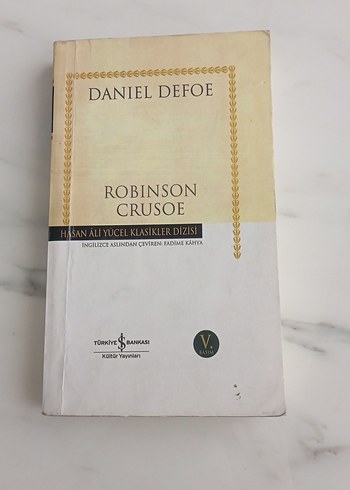 DANIEL DEFOE
ROBINSON
CRUSOE
HASAN ÂLİ YÜCEL KLASİKLER DİZİSİ
İNGİLİZCE ASLINDAN ÇEVİREN: FADİME KÂHYA
TÜRKİYE İŞ BANKASI
Kültür Yayınları
V.
BASIM